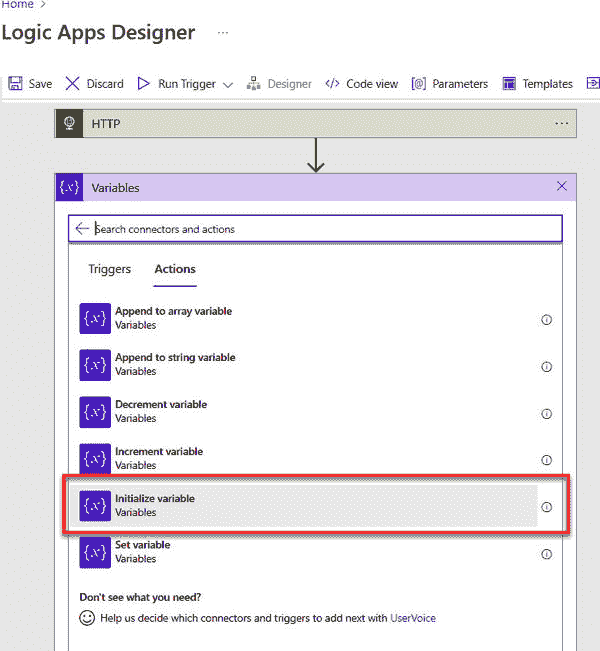 Home >
Logic Apps Designer ...
Save Discard Run Trigger Designer </> Code view [@] Parameters Templates
HTTP ...
{x} Variables
Search connectors and actions
Triggers Actions
{x} Append to array variable
Variables
{x} Append to string variable
Variables
{x} Decrement variable
Variables
{x} Increment variable
Variables
{x} Initialize variable
Variables
{x} Set variable
Variables
Don't see what you need?
Help us decide which connectors and triggers to add next with UserVoice